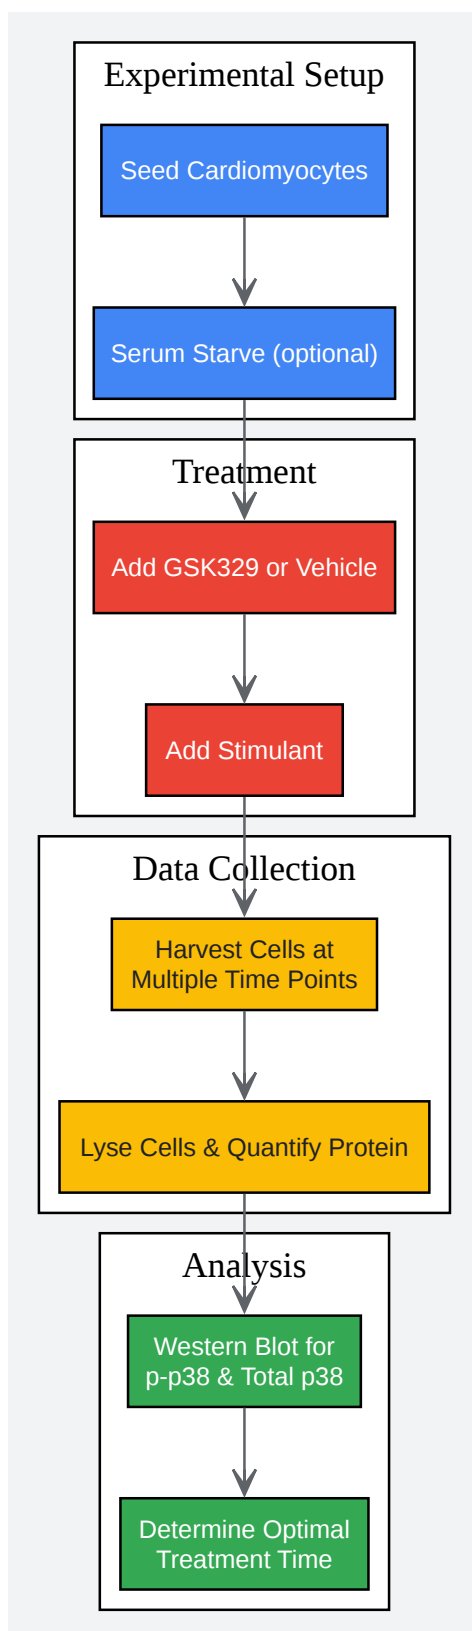 Experimental Setup
Seed Cardiomyocytes
Serum Starve (optional)
Treatment
Add GSK329 or Vehicle
Add Stimulant
Data Collection
Harvest Cells at
Multiple Time Points
Lyse Cells & Quantify Protein
Analysis
Western Blot for
p-p38 & Total p38
Determine Optimal
Treatment Time